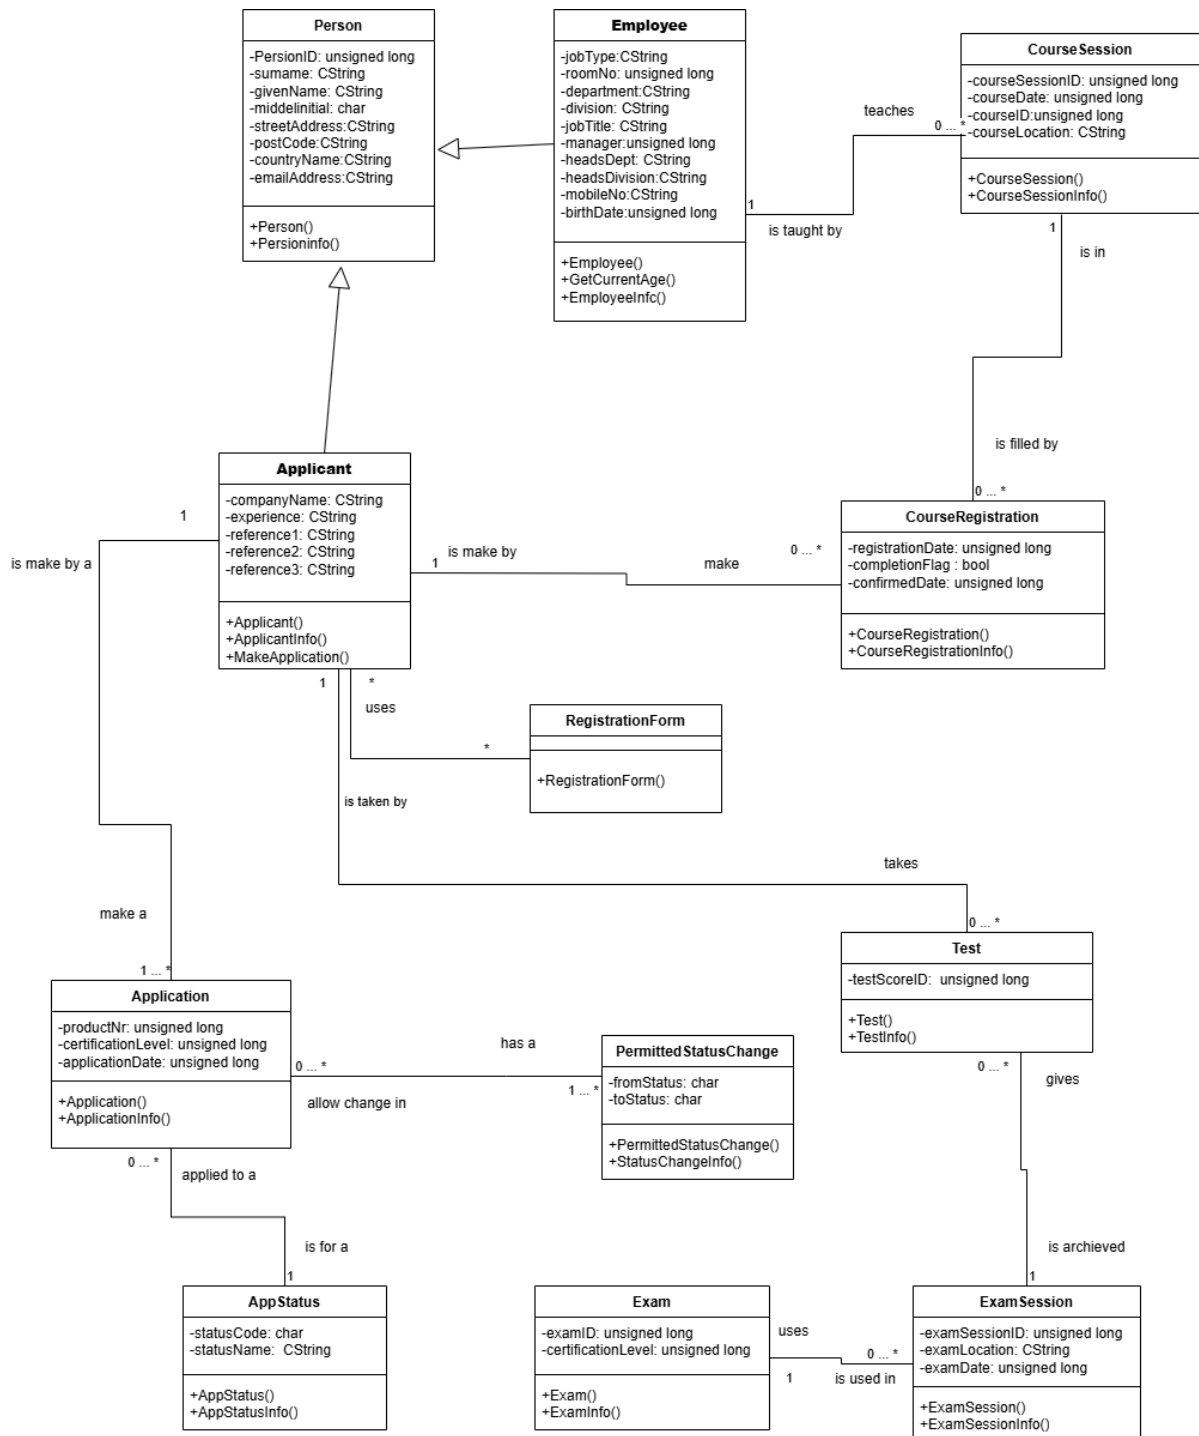 Person
-PersionID: unsigned long
-surname: CString
-givenName: CString
-middelinitial: char
-streetAddress:CString
-postCode:CString
-countryName:CString
-emailAddress:CString
+Person()
+Persioninfo()
Employee
-jobType:CString
-roomNo: unsigned long
-department:CString
-division: CString
-jobTitle: CString
-manager:unsigned long
-headsDept: CString
-headsDivision:CString
-mobileNo:CString
-birthDate:unsigned long
+Employee()
+GetCurrentAge()
+EmployeeInfc()
teaches
0 ... *
1
is taught by
CourseSession
-courseSessionID: unsigned long
-courseDate: unsigned long
-courseID:unsigned long
-courseLocation: CString
+CourseSession()
+CourseSessionInfo()
1
is in
is filled by
0 ... *
Applicant
-companyName: CString
-experience: CString
-reference1: CString
-reference2: CString
-reference3: CString
+Applicant()
+ApplicantInfo()
+MakeApplication()
1
is make by a
is make by
1
make
0 ... *
CourseRegistration
-registrationDate: unsigned long
-completionFlag : bool
-confirmedDate: unsigned long
+CourseRegistration()
+CourseRegistrationInfo()
1
*
uses
*
RegistrationForm
+RegistrationForm()
is taken by
takes
0 ... *
make a
1 ... *
Test
-testScoreID: unsigned long
+Test()
+TestInfo()
0 ... *
gives
Application
-productNr: unsigned long
-certificationLevel: unsigned long
-applicationDate: unsigned long
+Application()
+ApplicationInfo()
has a
0 ... *
1 ... *
allow change in
PermittedStatusChange
-fromStatus: char
-toStatus: char
+PermittedStatusChange()
+StatusChangeInfo()
0 ... *
applied to a
is for a
1
is archieved
1
AppStatus
-statusCode: char
-statusName: CString
+AppStatus()
+AppStatusInfo()
Exam
-examID: unsigned long
-certificationLevel: unsigned long
+Exam()
+ExamInfo()
uses
0 ... *
1
is used in
ExamSession
-examSessionID: unsigned long
-examLocation: CString
-examDate: unsigned long
+ExamSession()
+ExamSessionInfo()